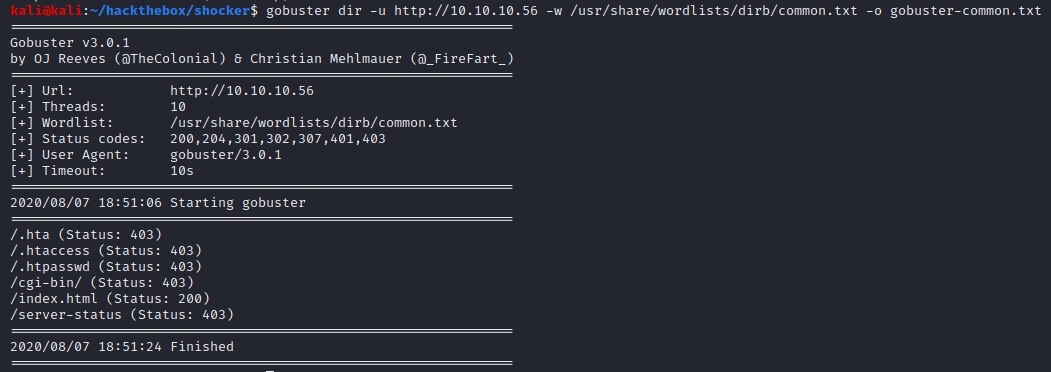 kali@kali:~/hackthebox/shocker$ gobuster dir -u http://10.10.10.56 -w /usr/share/wordlists/dirb/common.txt -o gobuster-common.txt
===============================================================
Gobuster v3.0.1
by OJ Reeves (@TheColonial) & Christian Mehlmauer (@_FireFart_)
===============================================================
[+] Url:            http://10.10.10.56
[+] Threads:        10
[+] Wordlist:       /usr/share/wordlists/dirb/common.txt
[+] Status codes:   200,204,301,302,307,401,403
[+] User Agent:     gobuster/3.0.1
[+] Timeout:        10s
===============================================================
2020/08/07 18:51:06 Starting gobuster
===============================================================
/.hta (Status: 403)
/.htaccess (Status: 403)
/.htpasswd (Status: 403)
/cgi-bin/ (Status: 403)
/index.html (Status: 200)
/server-status (Status: 403)
===============================================================
2020/08/07 18:51:24 Finished
===============================================================